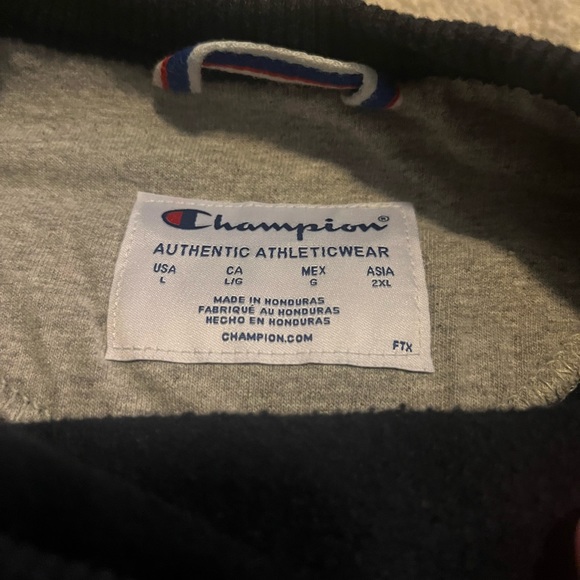 Champion®
AUTHENTIC ATHLETICWEAR
USA CA MEX ASIA
L L/G G 2XL
MADE IN HONDURAS
FABRIQUÉ AU HONDURAS
HECHO EN HONDURAS
CHAMPION.COM
FTX